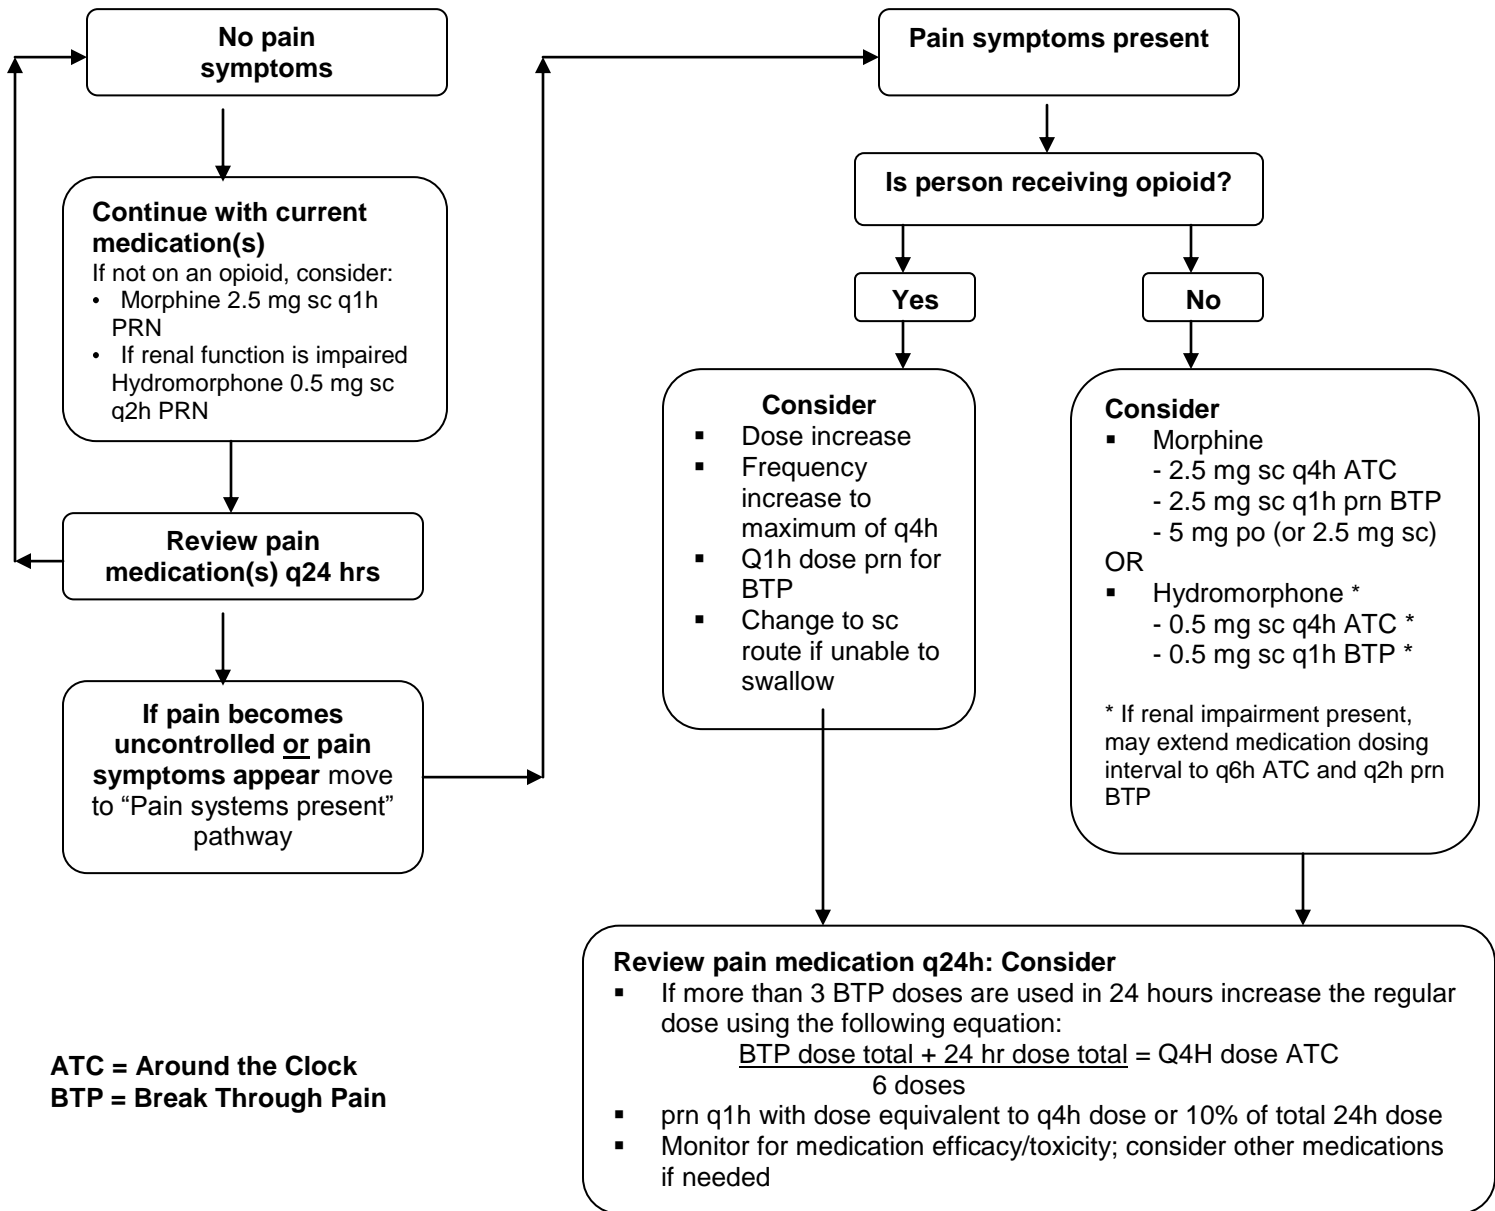 No pain
symptoms
Continue with current
medication(s)
If not on an opioid, consider:
• Morphine 2.5 mg sc q1h
PRN
• If renal function is impaired
Hydromorphone 0.5 mg sc
q2h PRN
Review pain
medication(s) q24 hrs
If pain becomes
uncontrolled or pain
symptoms appear move
to “Pain systems present”
pathway
Pain symptoms present
Is person receiving opioid?
Yes
No
Consider
▪ Dose increase
▪ Frequency
increase to
maximum of q4h
▪ Q1h dose prn for
BTP
▪ Change to sc
route if unable to
swallow
Consider
▪ Morphine
- 2.5 mg sc q4h ATC
- 2.5 mg sc q1h prn BTP
- 5 mg po (or 2.5 mg sc)
OR
▪ Hydromorphone *
- 0.5 mg sc q4h ATC *
- 0.5 mg sc q1h BTP *
* If renal impairment present,
may extend medication dosing
interval to q6h ATC and q2h prn
BTP
Review pain medication q24h: Consider
▪ If more than 3 BTP doses are used in 24 hours increase the regular
dose using the following equation:
BTP dose total + 24 hr dose total = Q4H dose ATC
6 doses
▪ prn q1h with dose equivalent to q4h dose or 10% of total 24h dose
▪ Monitor for medication efficacy/toxicity; consider other medications
if needed
ATC = Around the Clock
BTP = Break Through Pain